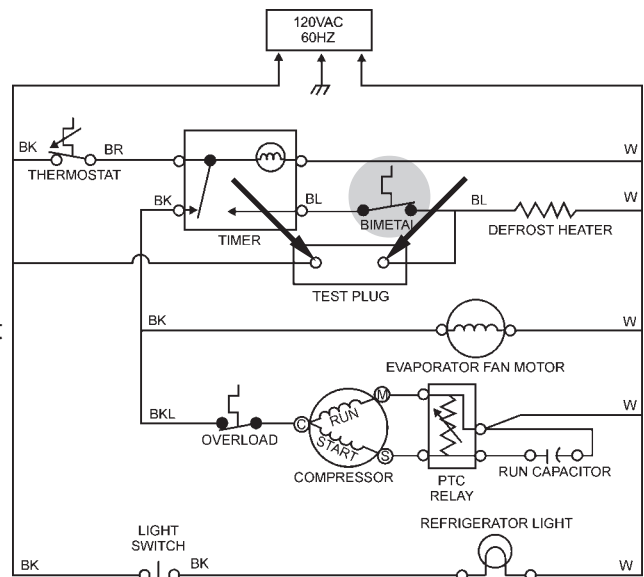 120VAC
60HZ
BK
BR
W
THERMOSTAT
BK
BL
BL
W
TIMER
BIMETAL
DEFROST HEATER
TEST PLUG
BK
W
EVAPORATOR FAN MOTOR
M
BKL
C
RUN
W
OVERLOAD
START
S
COMPRESSOR
PTC
RELAY
RUN CAPACITOR
LIGHT
SWITCH
REFRIGERATOR LIGHT
BK
BK
W